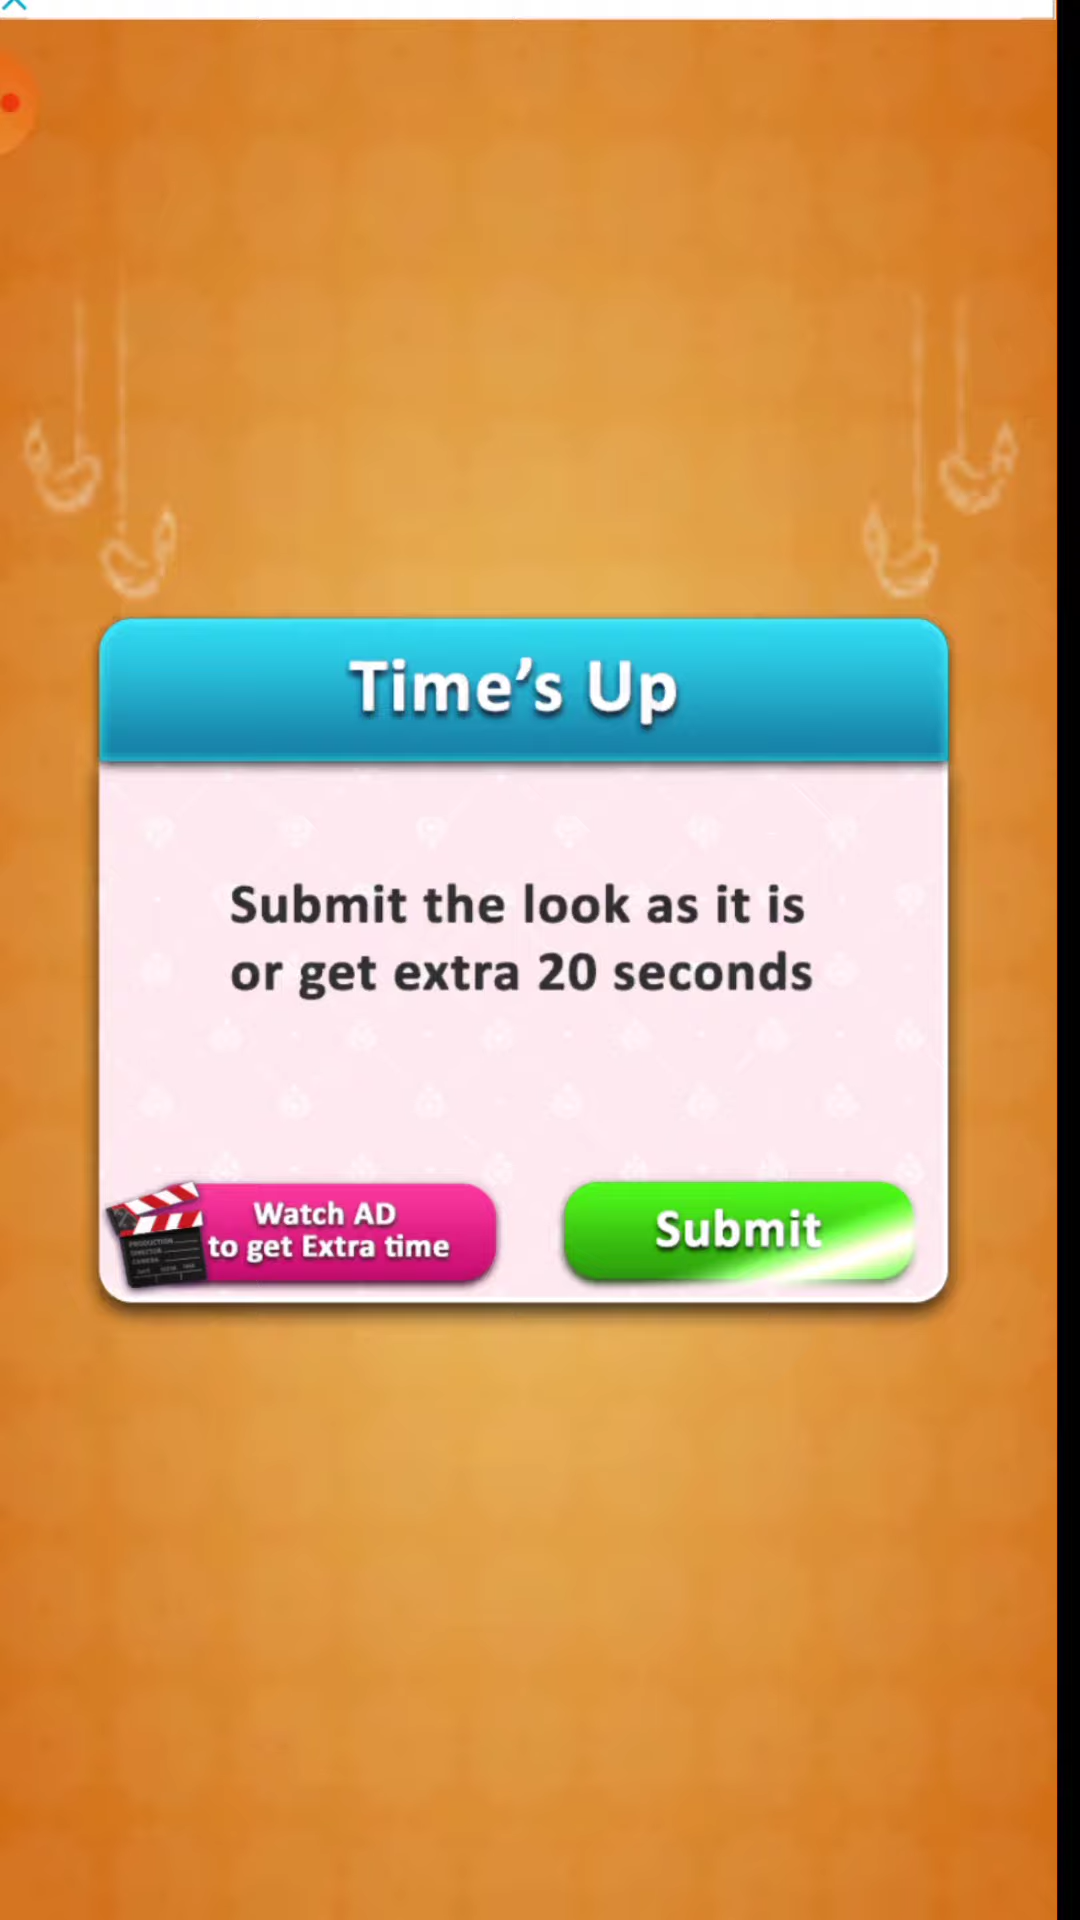 Time's Up
Submit the look as it is
or get extra 20 seconds
Watch AD
to get Extra time
Submit